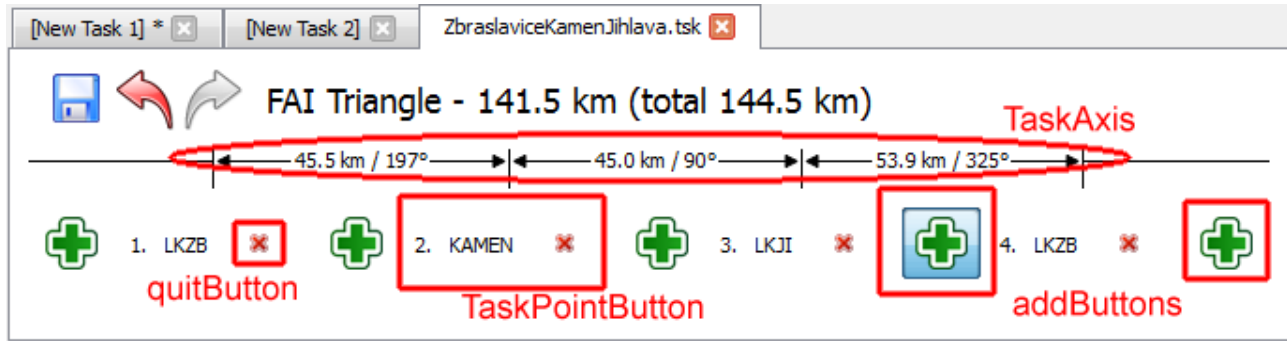 [New Task 1] * [New Task 2] ZbraslaviceKamenJihlava.tsk
FAI Triangle - 141.5 km (total 144.5 km)
TaskAxis
45.5 km / 197° 45.0 km / 90° 53.9 km / 325°
1. LKZB 2. KAMEN 3. LKJI 4. LKZB
quitButton TaskPointButton addButtons